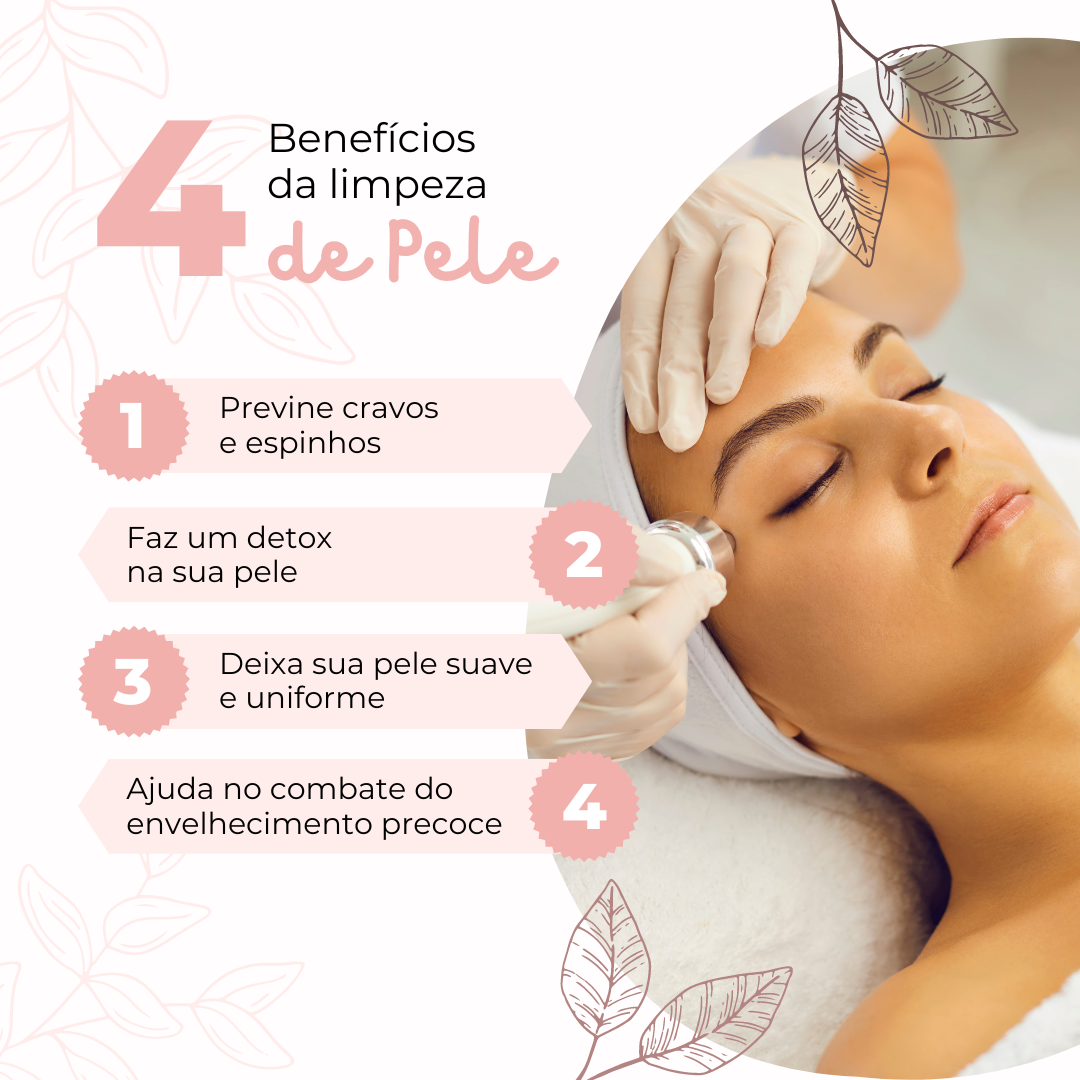 4
Benefícios
da limpeza
de Pele
1
Previne cravos
e espinhos
Faz um detox
na sua pele
2
3
Deixa sua pele suave
e uniforme
Ajuda no combate do
envelhecimento precoce
4